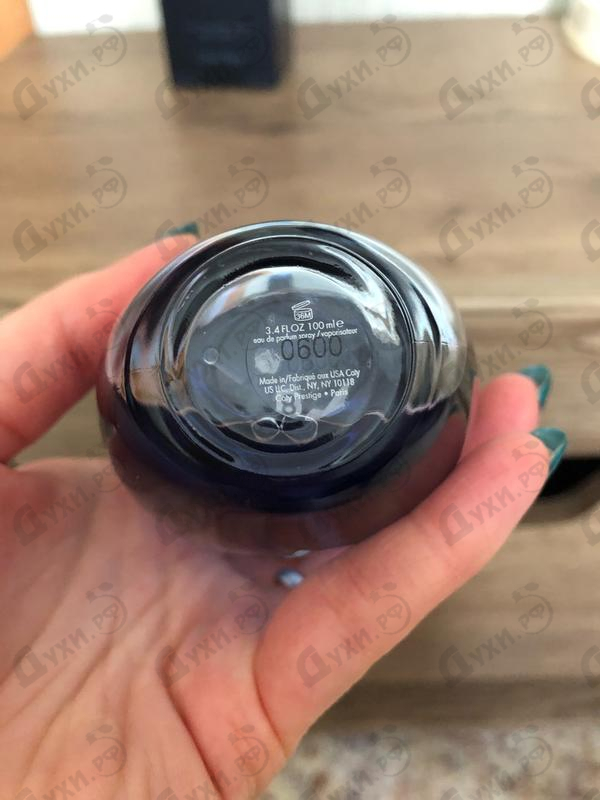 36M
3.4 FL OZ 100 ml e
eau de parfum spray / vaporisateur
0600
Made in/Fabriqué aux USA Coty
US LLC. Dist., NY, NY 10118
Coty Prestige • Paris
Духи.РФ